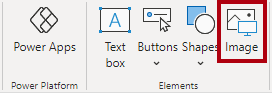 Power Apps
Text
box
Buttons
Shapes
Image
Power Platform
Elements